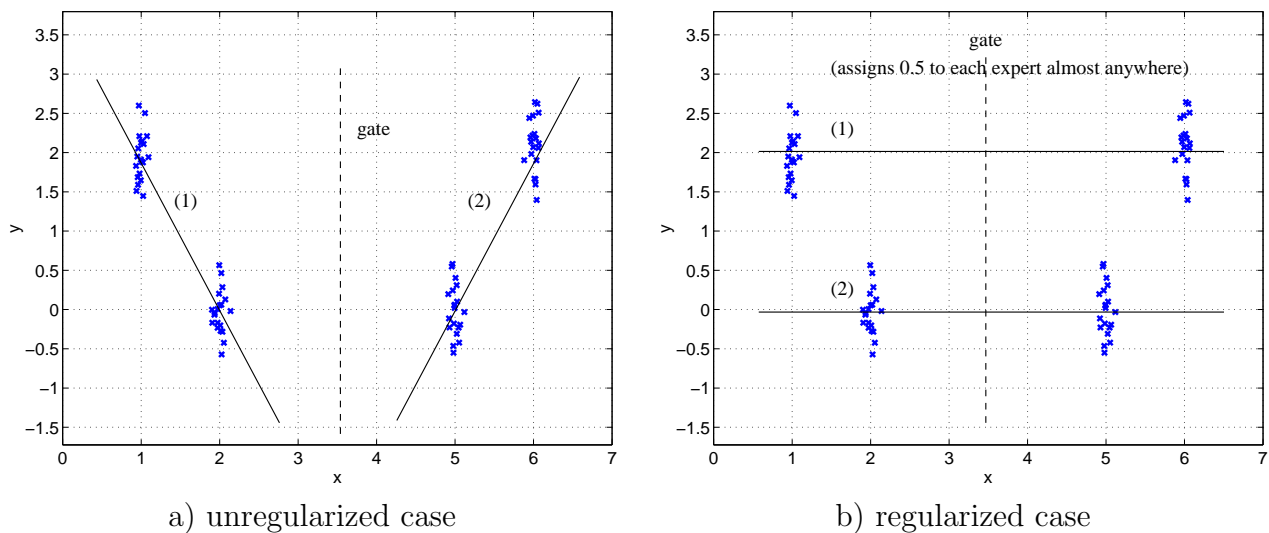 3.5
3
2.5
2
1.5
1
0.5
0
−0.5
−1
−1.5
y
gate
(1)
(2)
0 1 2 3 4 5 6 7
x
a) unregularized case
3.5
3
2.5
2
1.5
1
0.5
0
−0.5
−1
−1.5
y
gate
(assigns 0.5 to each expert almost anywhere)
(1)
(2)
0 1 2 3 4 5 6 7
x
b) regularized case